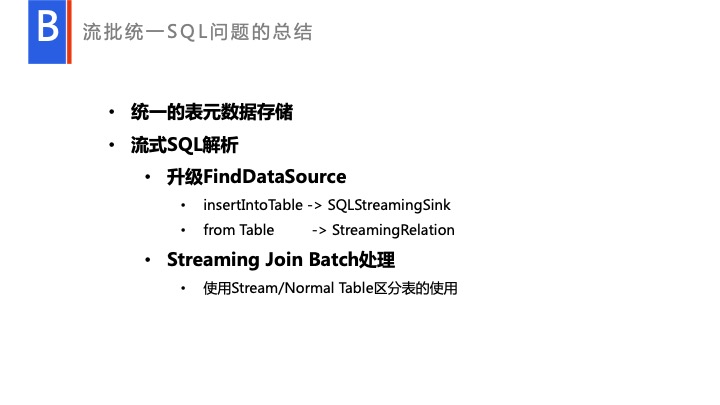 B
流批统一SQL问题的总结
• 统一的表元数据存储
• 流式SQL解析
• 升级FindDataSource
• insertIntoTable -> SQLStreamingSink
• from Table -> StreamingRelation
• Streaming Join Batch处理
• 使用Stream/Normal Table区分表的使用